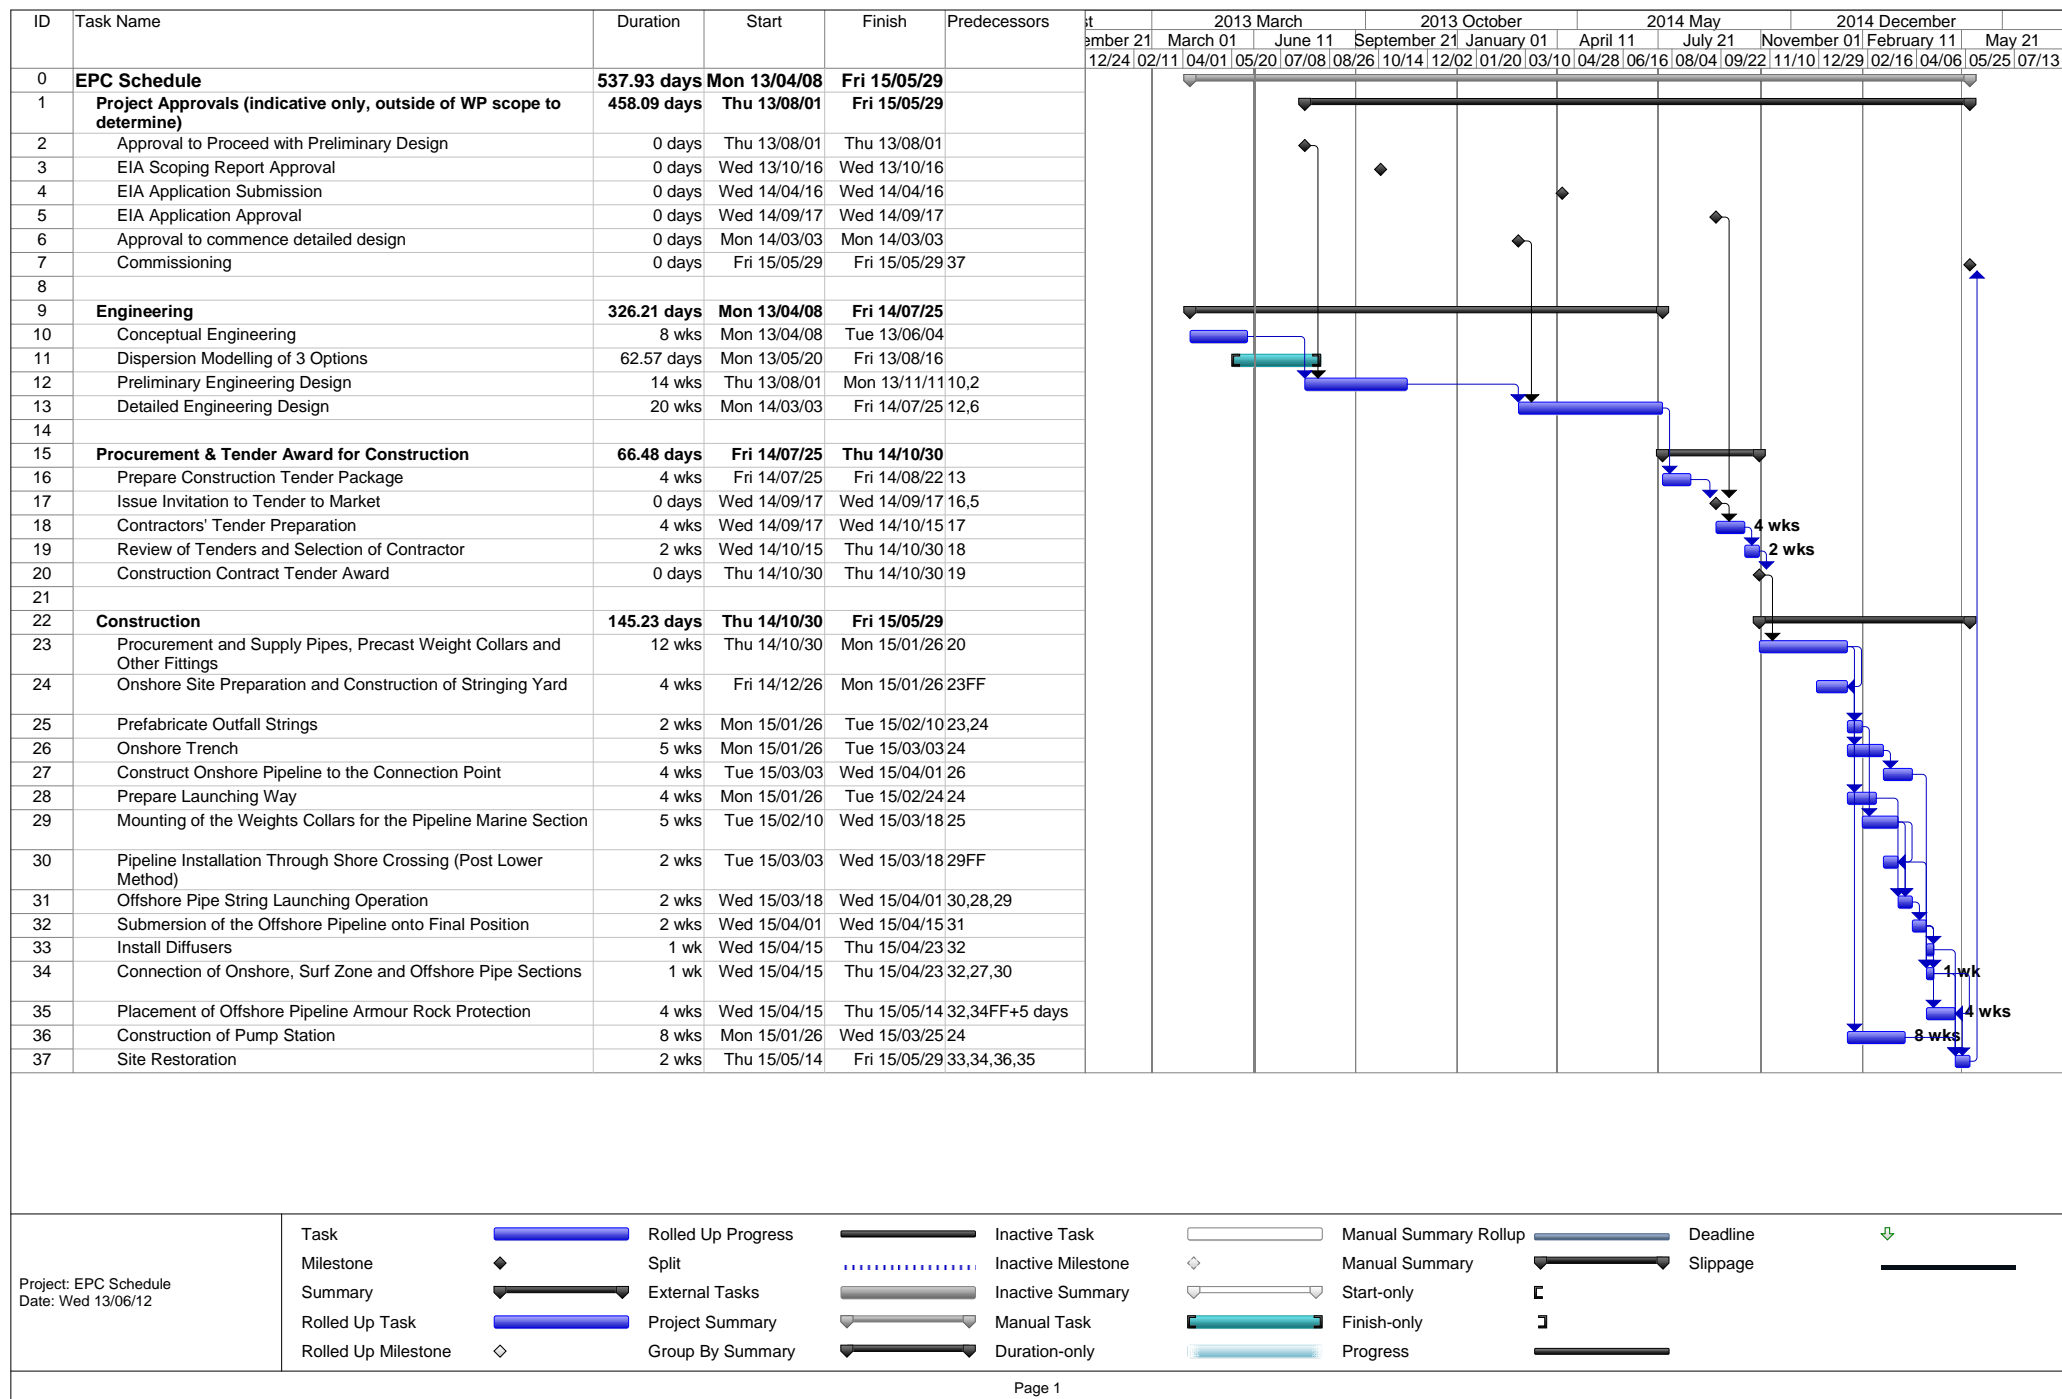 ID Task Name Duration Start Finish Predecessors
st 2013 March 2013 October 2014 May 2014 December
ember 21 March 01 June 11 September 21 January 01 April 11 July 21 November 01 February 11 May 21
12/24 02/11 04/01 05/20 07/08 08/26 10/14 12/02 01/20 03/10 04/28 06/16 08/04 09/22 11/10 12/29 02/16 04/06 05/25 07/13
0 EPC Schedule 537.93 days Mon 13/04/08 Fri 15/05/29
1 Project Approvals (indicative only, outside of WP scope to 458.09 days Thu 13/08/01 Fri 15/05/29
determine)
2 Approval to Proceed with Preliminary Design 0 days Thu 13/08/01 Thu 13/08/01
3 EIA Scoping Report Approval 0 days Wed 13/10/16 Wed 13/10/16
4 EIA Application Submission 0 days Wed 14/04/16 Wed 14/04/16
5 EIA Application Approval 0 days Wed 14/09/17 Wed 14/09/17
6 Approval to commence detailed design 0 days Mon 14/03/03 Mon 14/03/03
7 Commissioning 0 days Fri 15/05/29 Fri 15/05/29 37
8
9 Engineering 326.21 days Mon 13/04/08 Fri 14/07/25
10 Conceptual Engineering 8 wks Mon 13/04/08 Tue 13/06/04
11 Dispersion Modelling of 3 Options 62.57 days Mon 13/05/20 Fri 13/08/16
12 Preliminary Engineering Design 14 wks Thu 13/08/01 Mon 13/11/11 10,2
13 Detailed Engineering Design 20 wks Mon 14/03/03 Fri 14/07/25 12,6
14
15 Procurement & Tender Award for Construction 66.48 days Fri 14/07/25 Thu 14/10/30
16 Prepare Construction Tender Package 4 wks Fri 14/07/25 Fri 14/08/22 13
17 Issue Invitation to Tender to Market 0 days Wed 14/09/17 Wed 14/09/17 16,5
18 Contractors' Tender Preparation 4 wks Wed 14/09/17 Wed 14/10/15 17 4 wks
19 Review of Tenders and Selection of Contractor 2 wks Wed 14/10/15 Thu 14/10/30 18 2 wks
20 Construction Contract Tender Award 0 days Thu 14/10/30 Thu 14/10/30 19
21
22 Construction 145.23 days Thu 14/10/30 Fri 15/05/29
23 Procurement and Supply Pipes, Precast Weight Collars and 12 wks Thu 14/10/30 Mon 15/01/26 20
Other Fittings
24 Onshore Site Preparation and Construction of Stringing Yard 4 wks Fri 14/12/26 Mon 15/01/26 23FF
25 Prefabricate Outfall Strings 2 wks Mon 15/01/26 Tue 15/02/10 23,24
26 Onshore Trench 5 wks Mon 15/01/26 Tue 15/03/03 24
27 Construct Onshore Pipeline to the Connection Point 4 wks Tue 15/03/03 Wed 15/04/01 26
28 Prepare Launching Way 4 wks Mon 15/01/26 Tue 15/02/24 24
29 Mounting of the Weights Collars for the Pipeline Marine Section 5 wks Tue 15/02/10 Wed 15/03/18 25
30 Pipeline Installation Through Shore Crossing (Post Lower 2 wks Tue 15/03/03 Wed 15/03/18 29FF
Method)
31 Offshore Pipe String Launching Operation 2 wks Wed 15/03/18 Wed 15/04/01 30,28,29
32 Submersion of the Offshore Pipeline onto Final Position 2 wks Wed 15/04/01 Wed 15/04/15 31
33 Install Diffusers 1 wk Wed 15/04/15 Thu 15/04/23 32
34 Connection of Onshore, Surf Zone and Offshore Pipe Sections 1 wk Wed 15/04/15 Thu 15/04/23 32,27,30 1 wk
35 Placement of Offshore Pipeline Armour Rock Protection 4 wks Wed 15/04/15 Thu 15/05/14 32,34FF+5 days 4 wks
36 Construction of Pump Station 8 wks Mon 15/01/26 Wed 15/03/25 24 8 wks
37 Site Restoration 2 wks Thu 15/05/14 Fri 15/05/29 33,34,36,35
Project: EPC Schedule
Date: Wed 13/06/12
Task Rolled Up Progress Inactive Task Manual Summary Rollup Deadline
Milestone Split Inactive Milestone Manual Summary Slippage
Summary External Tasks Inactive Summary Start-only
Rolled Up Task Project Summary Manual Task Finish-only
Rolled Up Milestone Group By Summary Duration-only Progress
Page 1